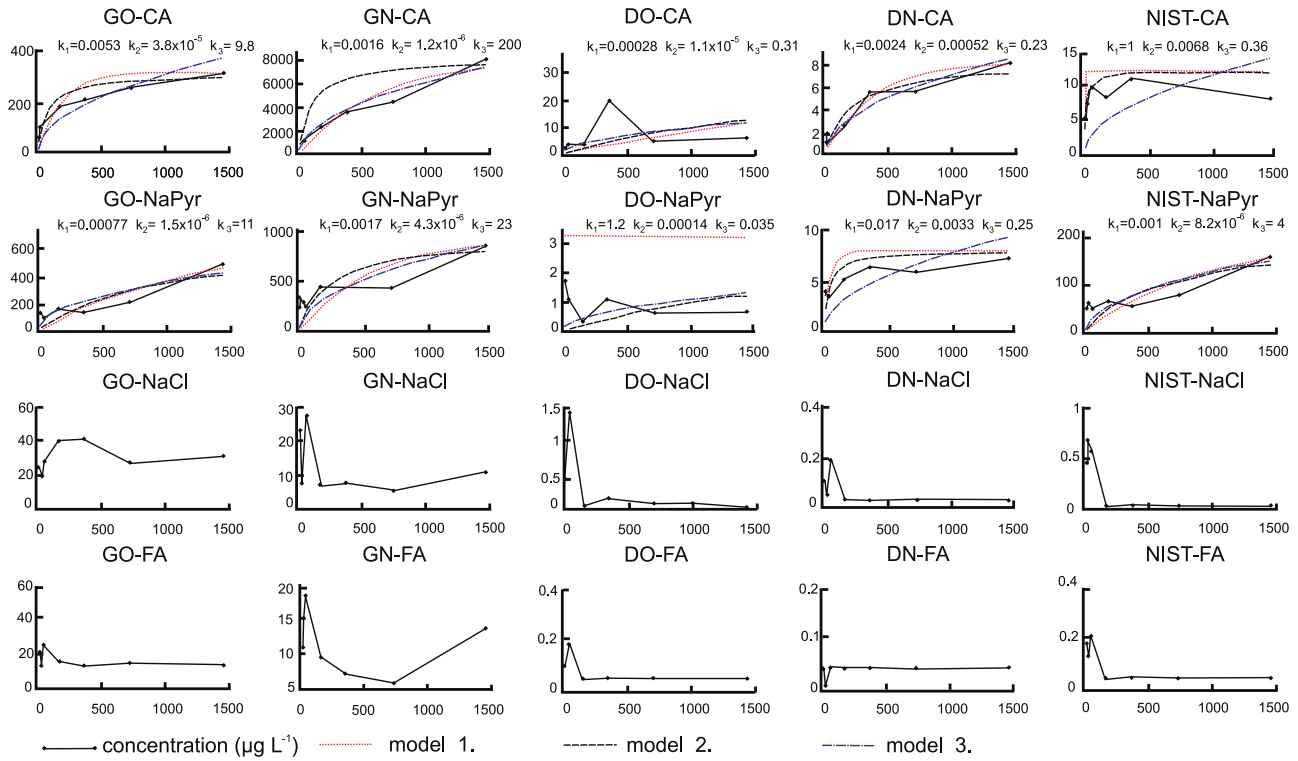 GO-CA GN-CA DO-CA DN-CA NIST-CA
k₁=0.0053 k₂= 3.8x10⁻⁵ k₃= 9.8 k₁=0.0016 k₂= 1.2x10⁻⁶ k₃= 200 k₁=0.00028 k₂= 1.1x10⁻⁵ k₃= 0.31 k₁=0.0024 k₂= 0.00052 k₃= 0.23 k₁=1 k₂= 0.0068 k₃= 0.36
400 8000 30 8 15
300 6000 20 6 10
200 4000 10 4 5
100 2000 0 2 0
0 0 0
0 500 1000 1500 0 500 1000 1500 0 500 1000 1500 0 500 1000 1500 0 500 1000 1500
GO-NaPyr GN-NaPyr DO-NaPyr DN-NaPyr NIST-NaPyr
k₁=0.00077 k₂= 1.5x10⁻⁶ k₃=11 k₁=0.0017 k₂= 4.3x10⁻⁶ k₃= 23 k₁=1.2 k₂= 0.00014 k₃= 0.035 k₁=0.017 k₂= 0.0033 k₃= 0.25 k₁=0.001 k₂= 8.2x10⁻⁶ k₃= 4
600 1000 3 10 200
400 500 2 5 100
200 0 1 0 0
0 0
0 500 1000 1500 0 500 1000 1500 0 500 1000 1500 0 500 1000 1500 0 500 1000 1500
GO-NaCl GN-NaCl DO-NaCl DN-NaCl NIST-NaCl
60 30 1.5 0.4 1
40 20 1 0.2 0.5
20 10 0.5 0 0
0 0 0
0 500 1000 1500 0 500 1000 1500 0 500 1000 1500 0 500 1000 1500 0 500 1000 1500
GO-FA GN-FA DO-FA DN-FA NIST-FA
60 20 0.4 0.2 0.4
40 15 0.2 0.1 0.2
20 10 0 0 0
0 5
0 500 1000 1500 0 500 1000 1500 0 500 1000 1500 0 500 1000 1500 0 500 1000 1500
concentration (µg L⁻¹) model 1. model 2. model 3.